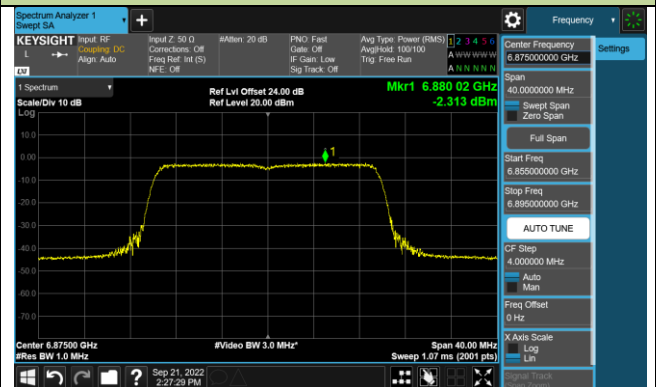 Spectrum Analyzer 1
Swept SA
+
Frequency
KEYSIGHT
L
LXI
Input: RF
Coupling: DC
Align: Auto
Input Z: 50 Ω
Corrections: Off
Freq Ref: Int (S)
NFE: Off
#Atten: 20 dB
PNO: Fast
Gate: Off
IF Gain: Low
Sig Track: Off
Avg Type: Power (RMS)
Avg|Hold: 100/100
Trig: Free Run
1 2 3 4 5 6
A W W W W W
A N N N N N
1 Spectrum
Scale/Div 10 dB
Log
Ref Lvl Offset 24.00 dB
Ref Level 20.00 dBm
Mkr1 6.880 02 GHz
-2.313 dBm
1
10.0
0.00
-10.0
-20.0
-30.0
-40.0
-50.0
-60.0
-70.0
Center 6.87500 GHz
#Res BW 1.0 MHz
#Video BW 3.0 MHz*
Span 40.00 MHz
Sweep 1.07 ms (2001 pts)
Sep 21, 2022
2:27:29 PM
?
Center Frequency
6.875000000 GHz
Span
40.0000000 MHz
Swept Span
Zero Span
Full Span
Start Freq
6.855000000 GHz
Stop Freq
6.895000000 GHz
AUTO TUNE
CF Step
4.000000 MHz
Auto
Man
Freq Offset
0 Hz
X Axis Scale
Log
Lin
Signal Track
(Span Zoom)
Settings